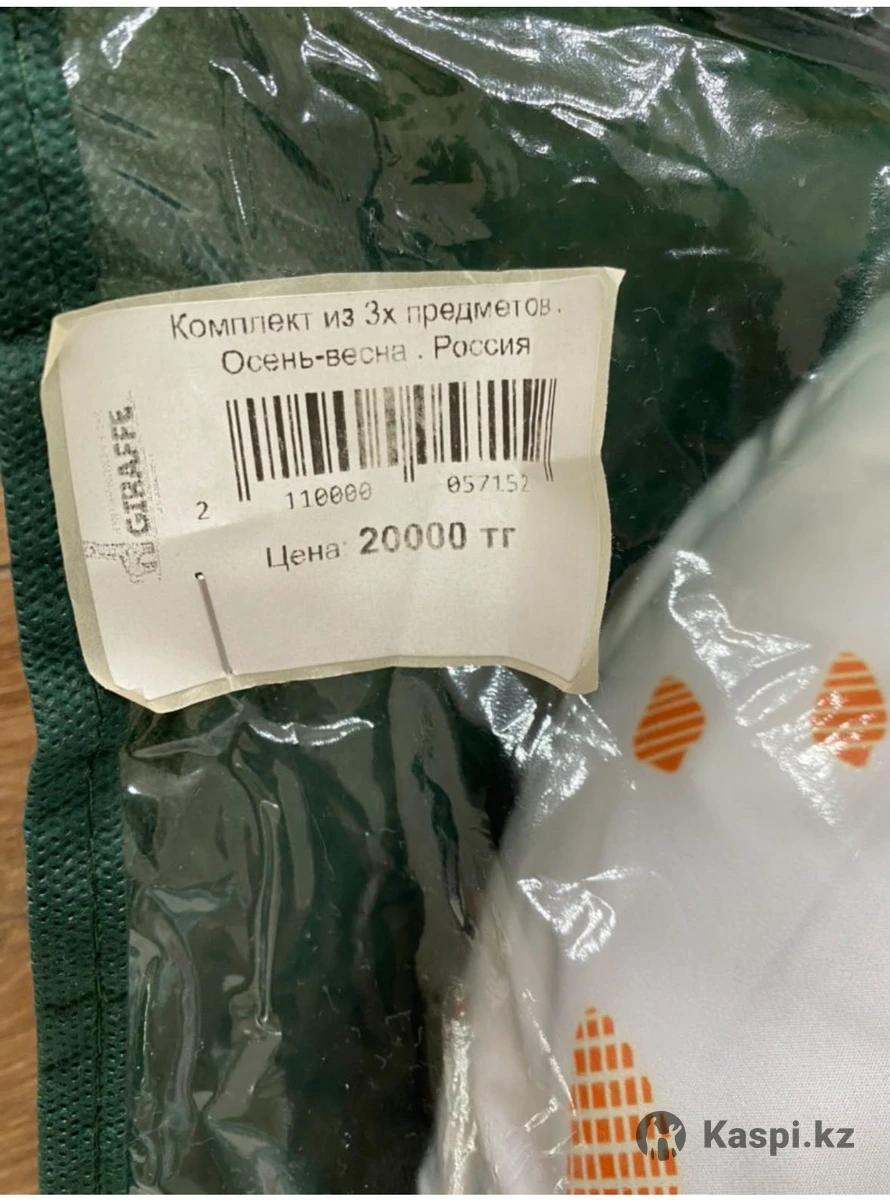 Комплект из 3х предметов.
Осень-весна . Россия
GIRAFFE
2 110000 057152
Цена: 20000 тг
Kaspi.kz